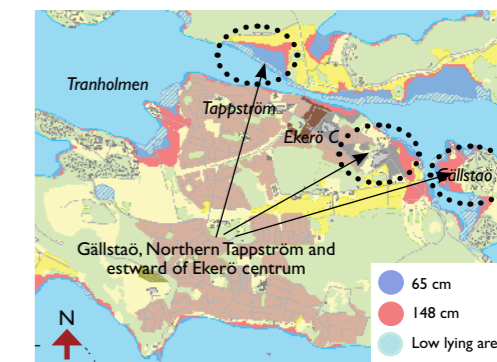 Tranholmen
Tappström
Ekerö C
Gällstaö
Gällstaö, Northern Tappström and
estward of Ekerö centrum
65 cm
148 cm
Low lying are
N